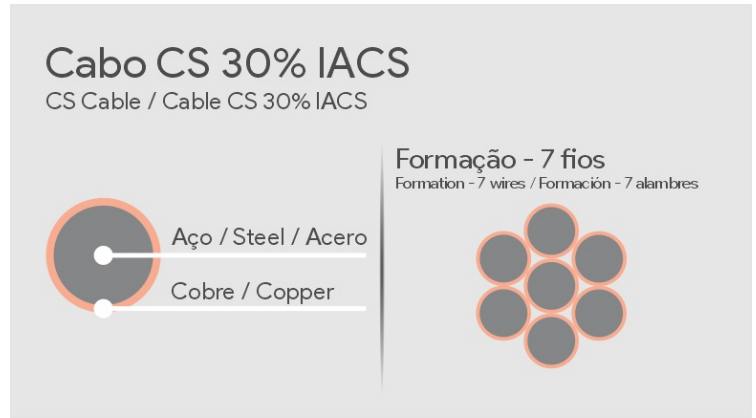 Cabo CS 30% IACS
CS Cable / Cable CS 30% IACS
Aço / Steel / Acero
Cobre / Copper
Formação - 7 fios
Formation - 7 wires / Formación - 7 alambres